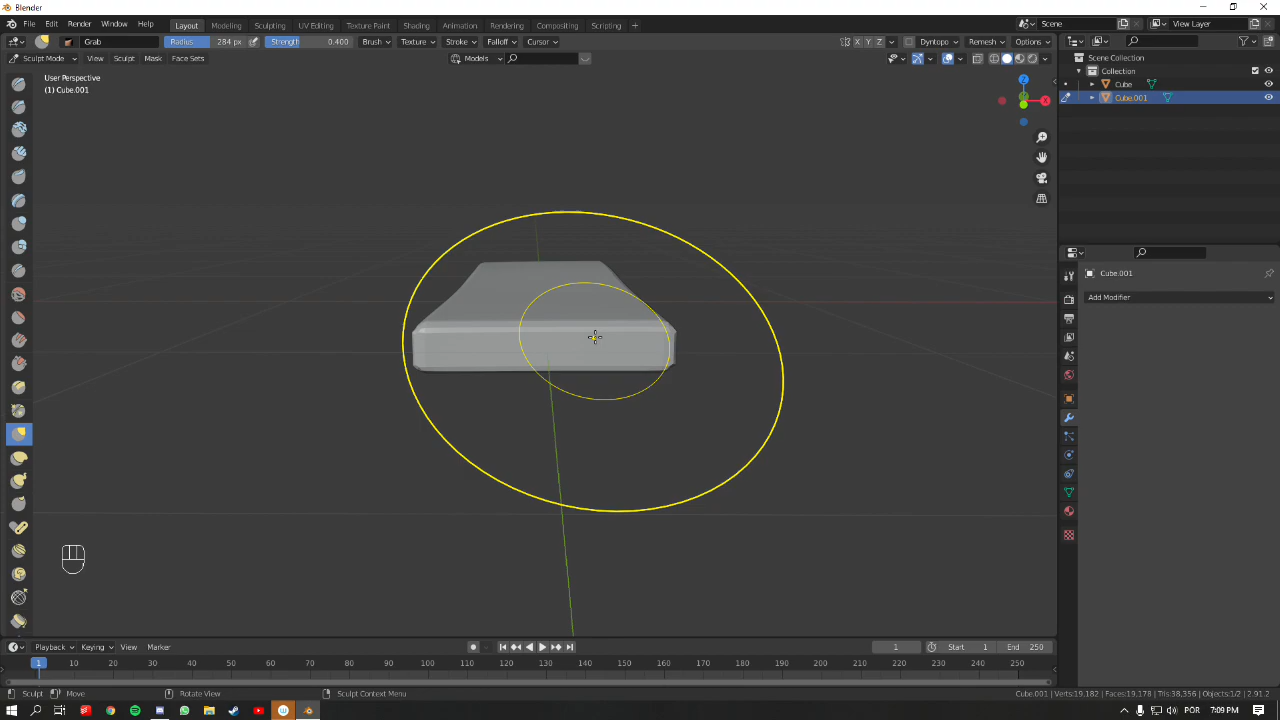 Blender
File Edit Render Window Help Layout Modeling Sculpting UV Editing Texture Paint Shading Animation Rendering Compositing Scripting + Scene View Layer
Grab Radius 284 px Strength 0.400 Brush Texture Stroke Falloff Cursor X Y Z Dyntopo Remesh Options
Sculpt Mode View Sculpt Mask Face Sets Models
User Perspective
(1) Cube.001
Scene Collection
Collection
Cube
Cube.001
Z
X
Cube.001
Add Modifier
Playback Keying View Marker 1 Start 1 End 250
1 10 20 30 40 50 60 70 80 90 100 110 120 130 140 150 160 170 180 190 200 210 220 230 240 250
Sculpt Move Rotate View Sculpt Context Menu Cube.001 | Verts:19,182 | Faces:19,178 | Tris:38,356 | Objects:1/2 | 2.91.2
POR 7:09 PM